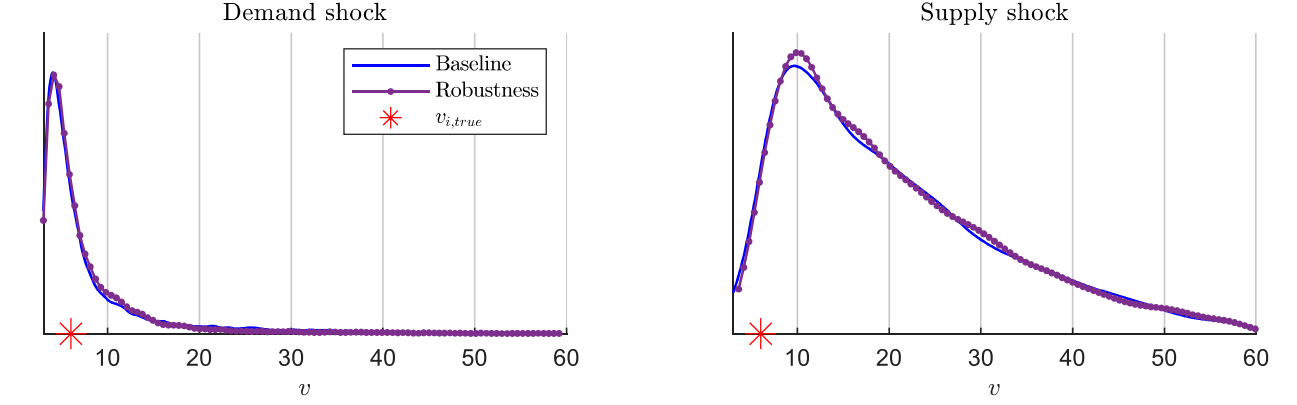 Demand shock
Baseline
Robustness
v_{i,true}
10 20 30 40 50 60
v
Supply shock
10 20 30 40 50 60
v